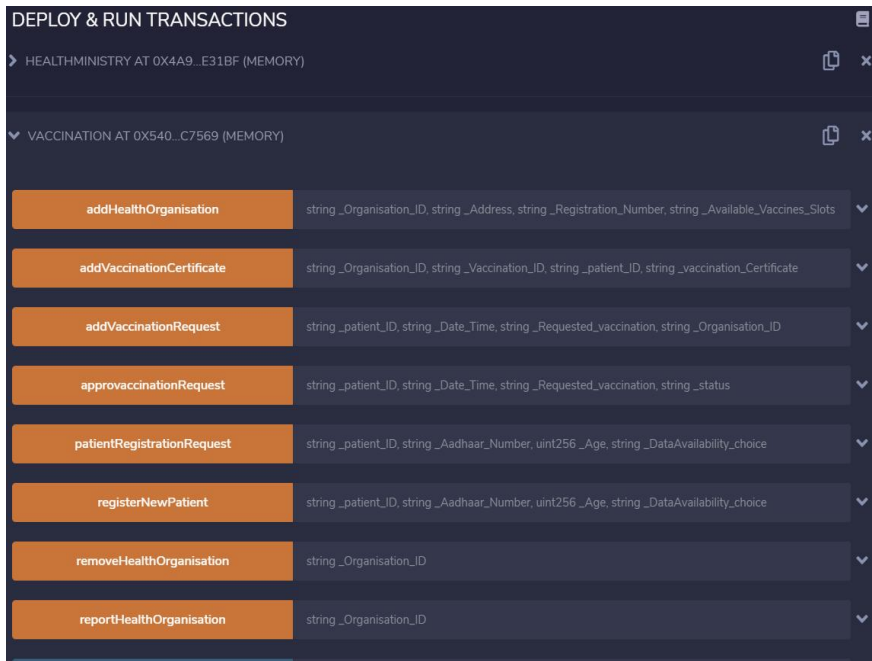 DEPLOY & RUN TRANSACTIONS
HEALTHMINISTRY AT 0X4A9...E31BF (MEMORY)
VACCINATION AT 0X540...C7569 (MEMORY)
addHealthOrganisation string _Organisation_ID, string _Address, string _Registration_Number, string _Available_Vaccines_Slots
addVaccinationCertificate string _Organisation_ID, string _Vaccination_ID, string _patient_ID, string _vaccination_Certificate
addVaccinationRequest string _patient_ID, string _Date_Time, string _Requested_vaccination, string _Organisation_ID
approvaccinationRequest string _patient_ID, string _Date_Time, string _Requested_vaccination, string _status
patientRegistrationRequest string _patient_ID, string _Aadhaar_Number, uint256 _Age, string _DataAvailability_choice
registerNewPatient string _patient_ID, string _Aadhaar_Number, uint256 _Age, string _DataAvailability_choice
removeHealthOrganisation string _Organisation_ID
reportHealthOrganisation string _Organisation_ID